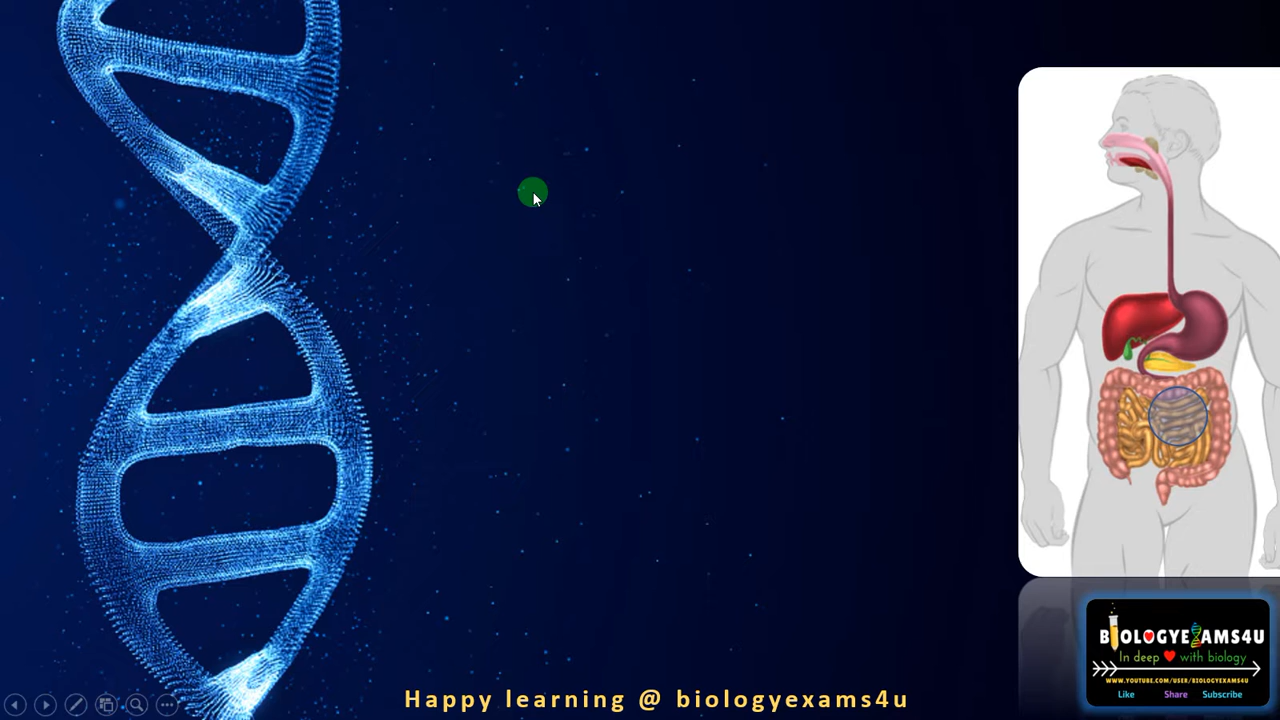 BIOLOGYEXAMS4U
In deep ❤ with biology
WWW.YOUTUBE.COM/USER/BIOLOGYEXAMS4U
Like Share Subscribe
Happy learning @ biologyexams4u